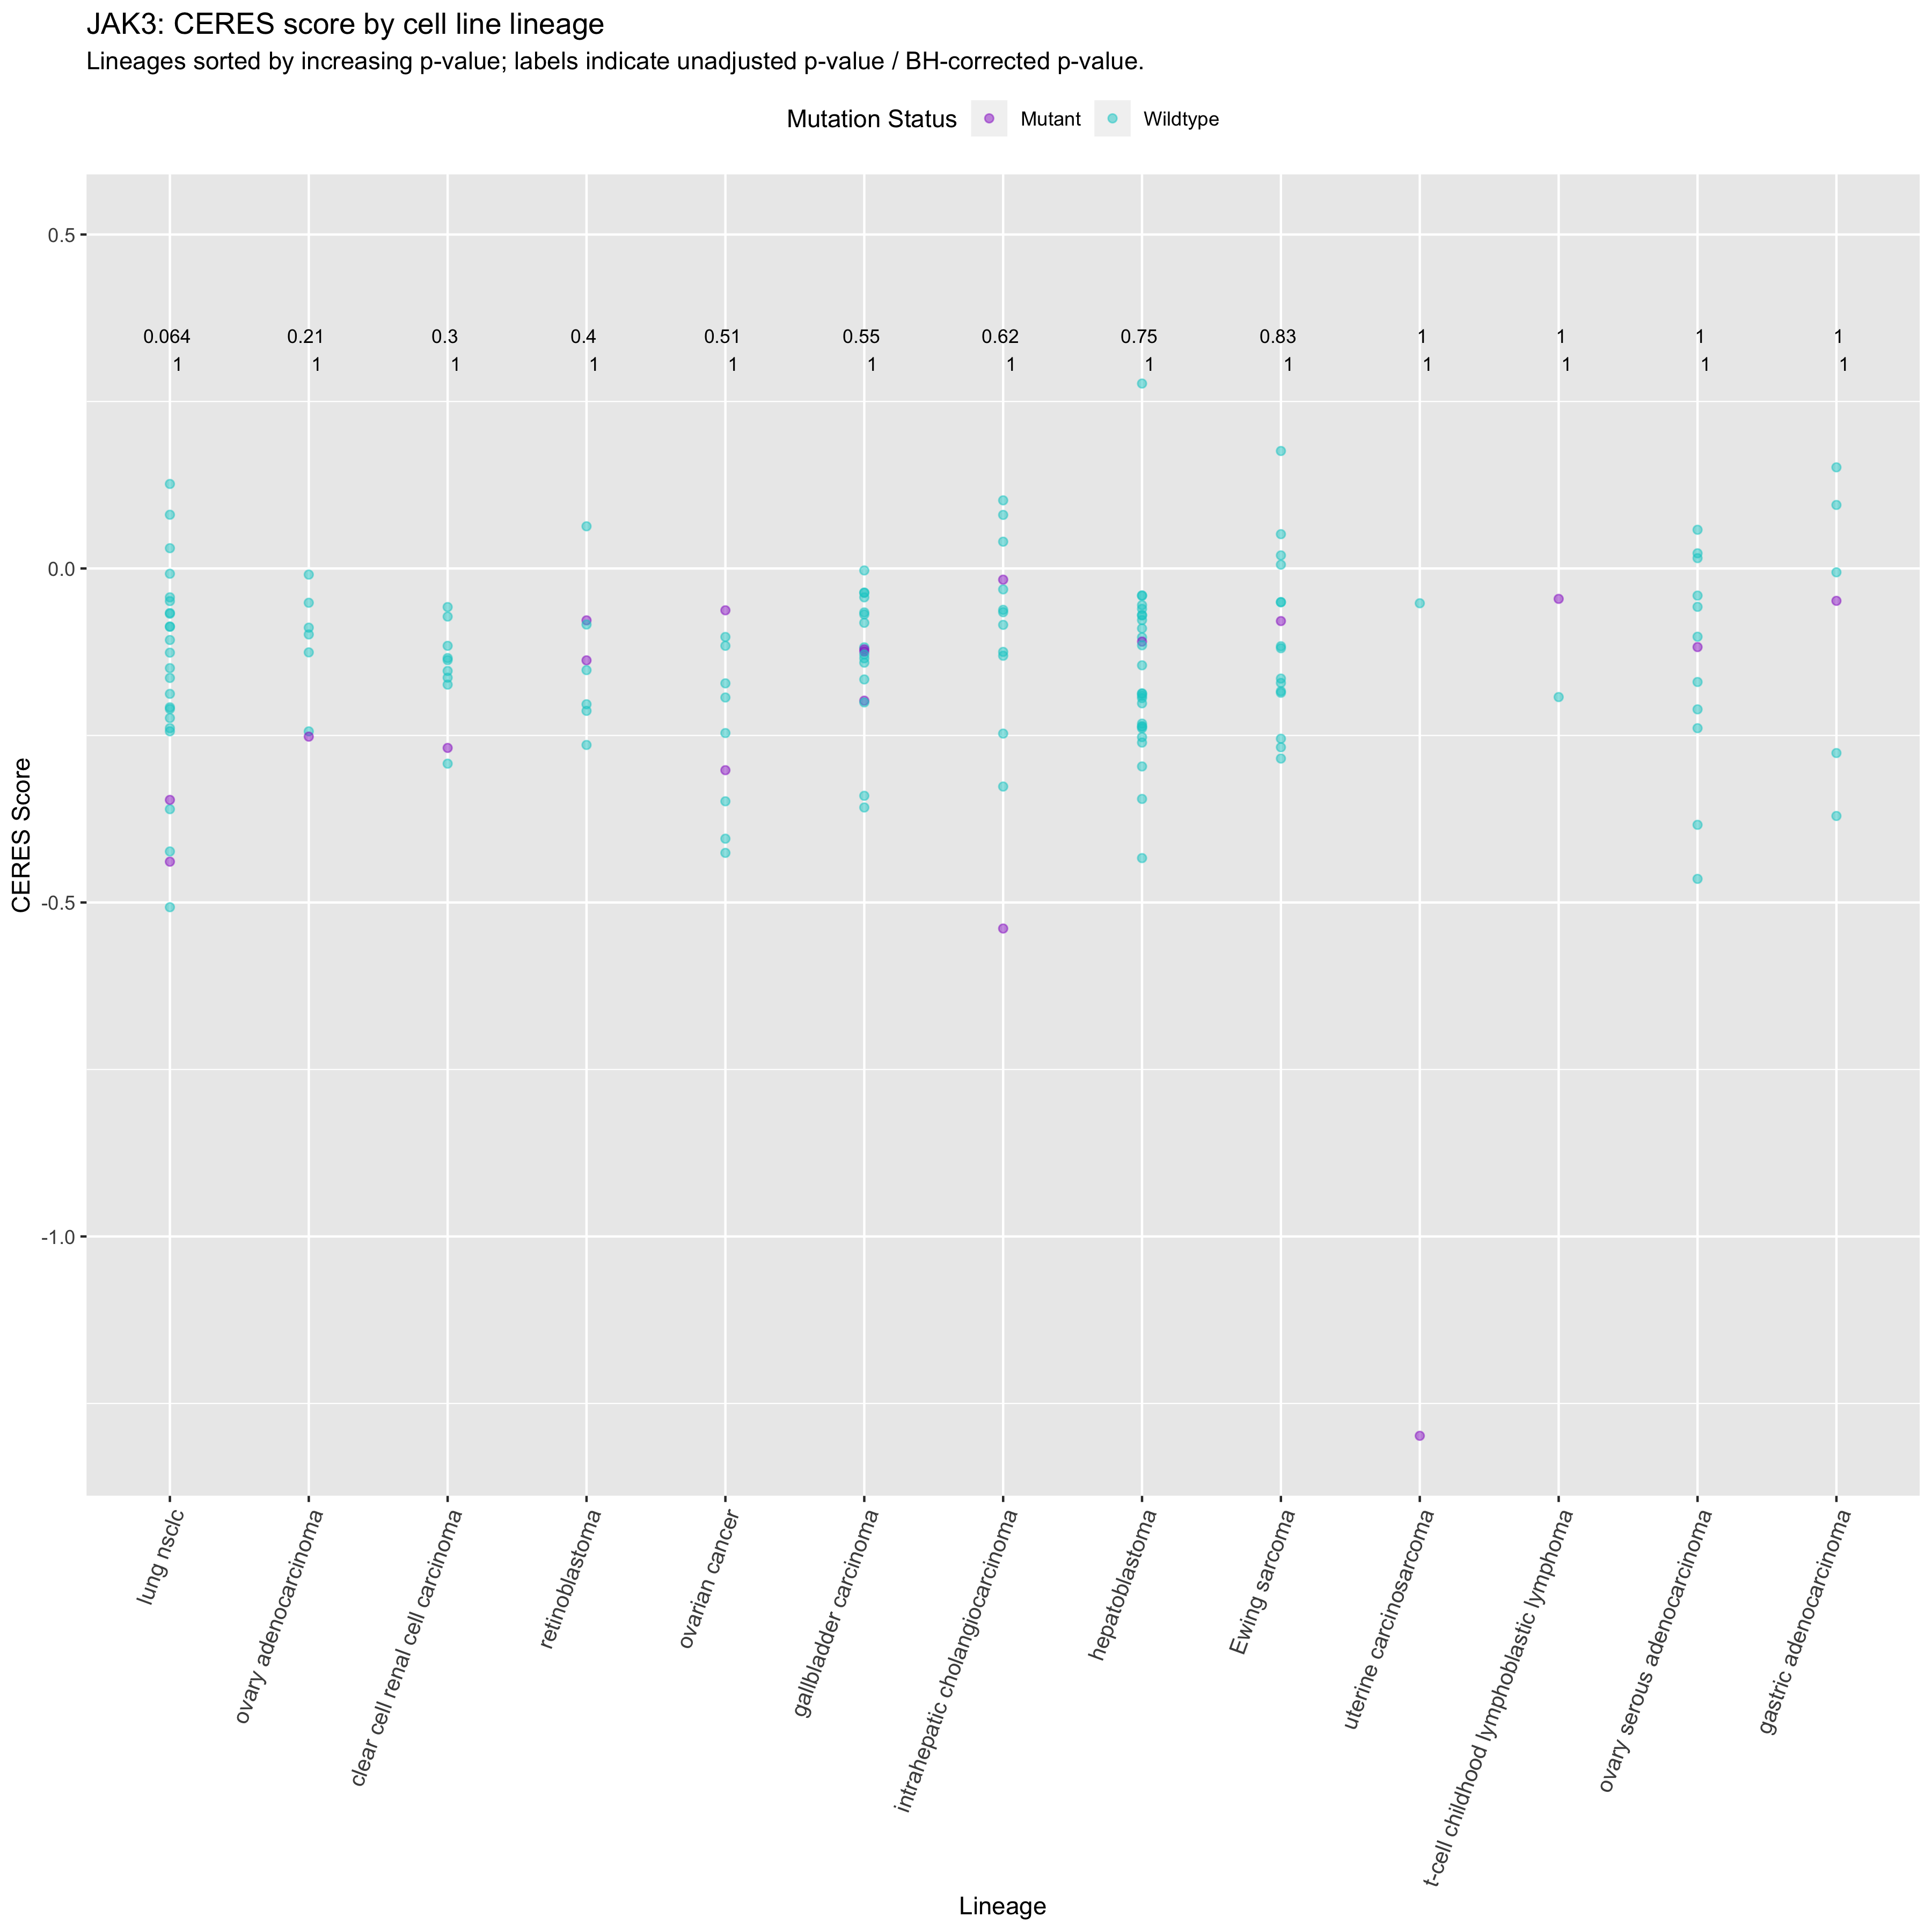 JAK3: CERES score by cell line lineage
Lineages sorted by increasing p-value; labels indicate unadjusted p-value / BH-corrected p-value.
Mutation Status Mutant Wildtype
0.5
0.064 0.21 0.3 0.4 0.51 0.55 0.62 0.75 0.83 1 1 1 1
1 1 1 1 1 1 1 1 1 1 1 1 1
0.0
-0.5
-1.0
CERES Score
lung nsclc
ovary adenocarcinoma
clear cell renal cell carcinoma
retinoblastoma
ovarian cancer
gallbladder carcinoma
intrahepatic cholangiocarcinoma
hepatoblastoma
Ewing sarcoma
uterine carcinosarcoma
t-cell childhood lymphoblastic lymphoma
ovary serous adenocarcinoma
gastric adenocarcinoma
Lineage